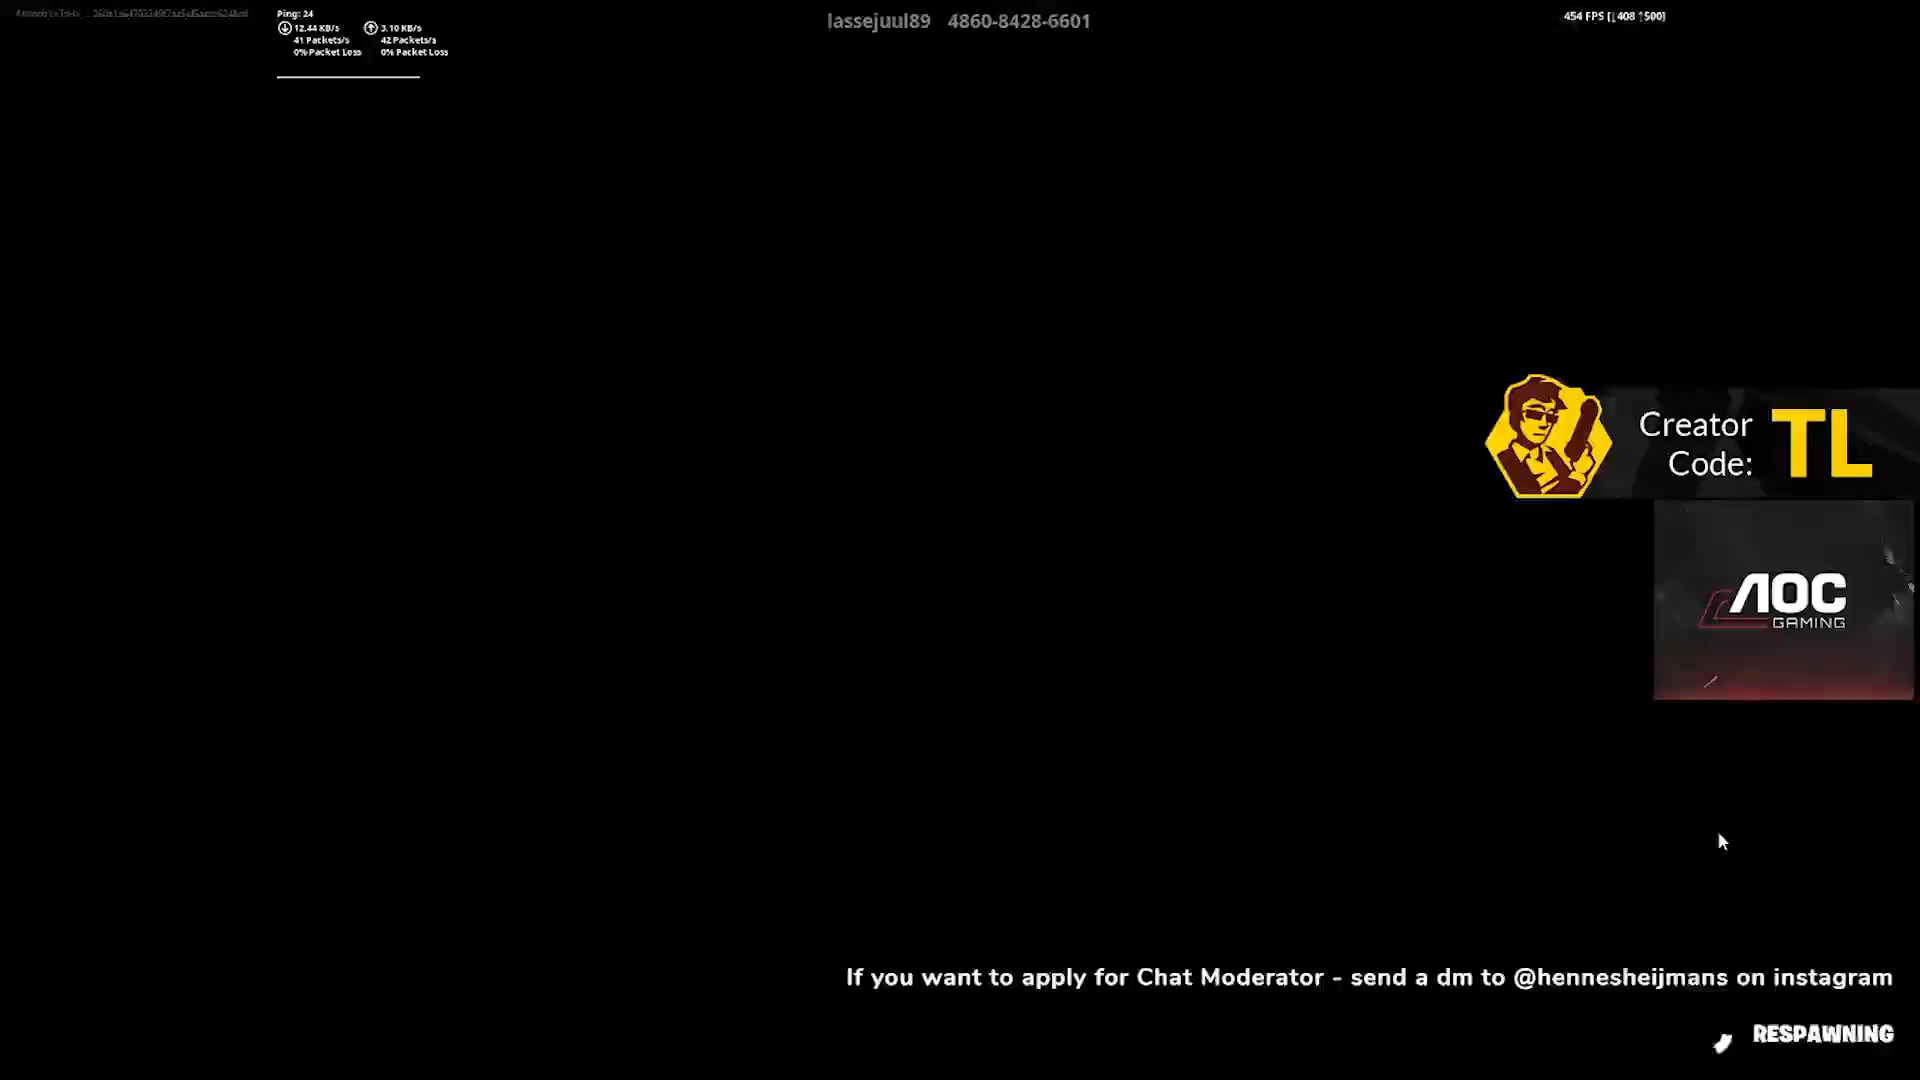 Ping: 24
12.44 KB/s 3.10 KB/s
41 Packets/s 42 Packets/s
0% Packet Loss 0% Packet Loss
lassejuul89 4860-8428-6601
454 FPS [↓408 ↑500]
Creator
Code:
TL
AOC
GAMING
If you want to apply for Chat Moderator - send a dm to @hennesheijmans on instagram
RESPAWNING